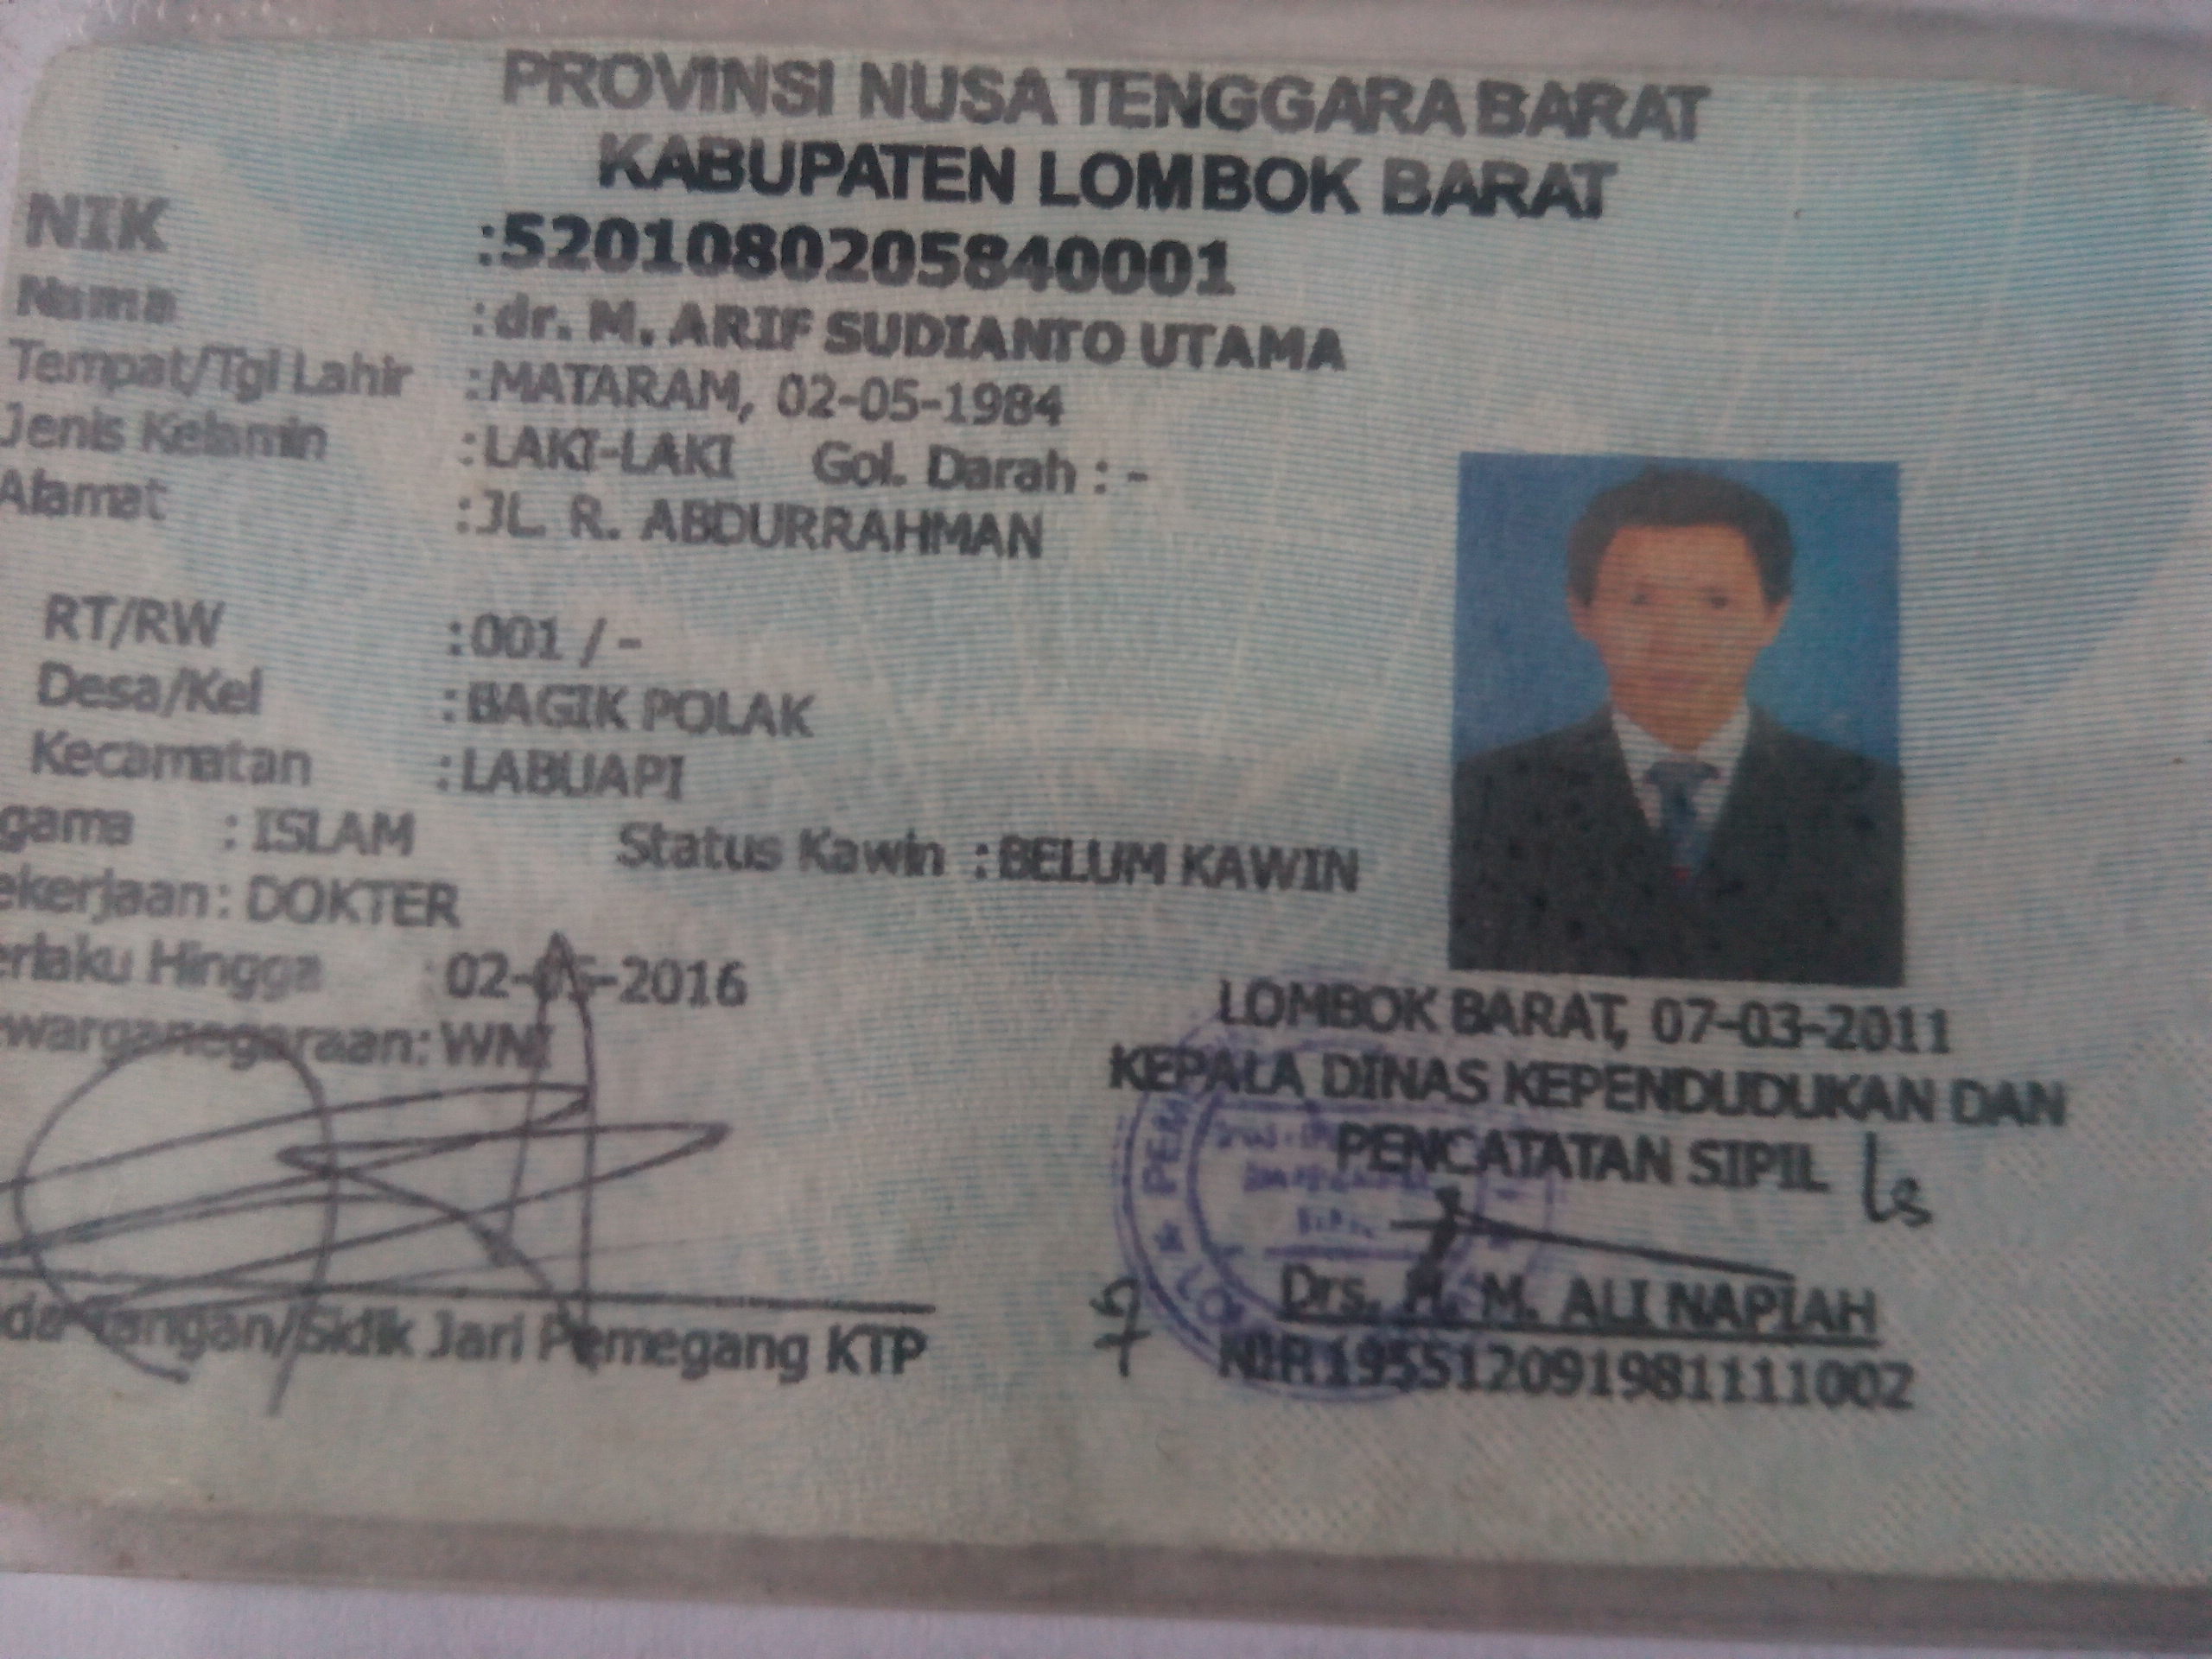 PROVINSI NUSA TENGGARA BARAT
KABUPATEN LOMBOK BARAT
NIK :5201080205840001
Nama :dr. M. ARIF SUDIANTO UTAMA
Tempat/Tgl Lahir :MATARAM, 02-05-1984
Jenis Kelamin :LAKI-LAKI Gol. Darah : -
Alamat :JL. R. ABDURRAHMAN
RT/RW :001 / -
Desa/Kel :BAGIK POLAK
Kecamatan :LABUAPI
gama : ISLAM Status Kawin :BELUM KAWIN
ekerjaan: DOKTER
erlaku Hingga 02-05-2016
warganegaraan: WNI
LOMBOK BARAT, 07-03-2011
KEPALA DINAS KEPENDUDUKAN DAN
PENCATATAN SIPIL
Drs. H. M. ALI NAPIAH
NIP.195512091981111002
da Tangan/Sidik Jari Pemegang KTP